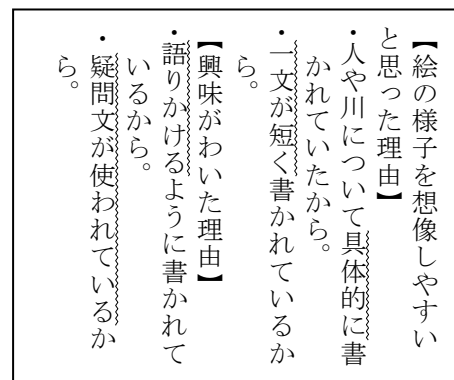 【絵の様子を想像しやすい
と思った理由】
・人や川について具体的に書
かれていたから。
・一文が短く書かれているか
ら。
【興味がわいた理由】
・語りかけるように書かれて
いるから。
・疑問文が使われているか
ら。